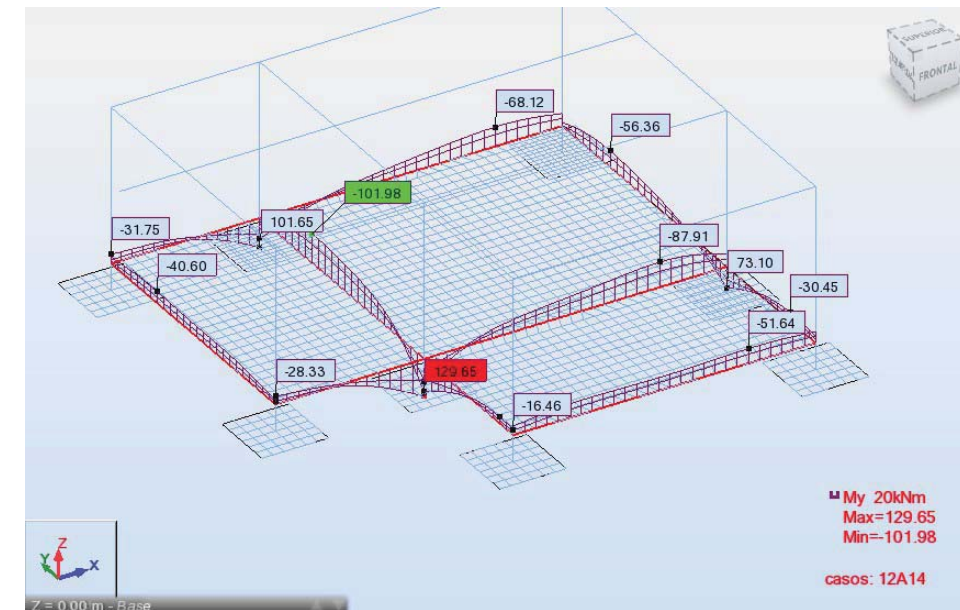 SUPERIOR
FRONTAL
-68.12
-56.36
-101.98
-31.75
101.65
-87.91
-40.60
73.10
-30.45
-51.64
-28.33
129.65
-16.46
My 20kNm
Max=129.65
Min=-101.98
casos: 12A14
Z
Y
X
Z = 0.00 m - Base